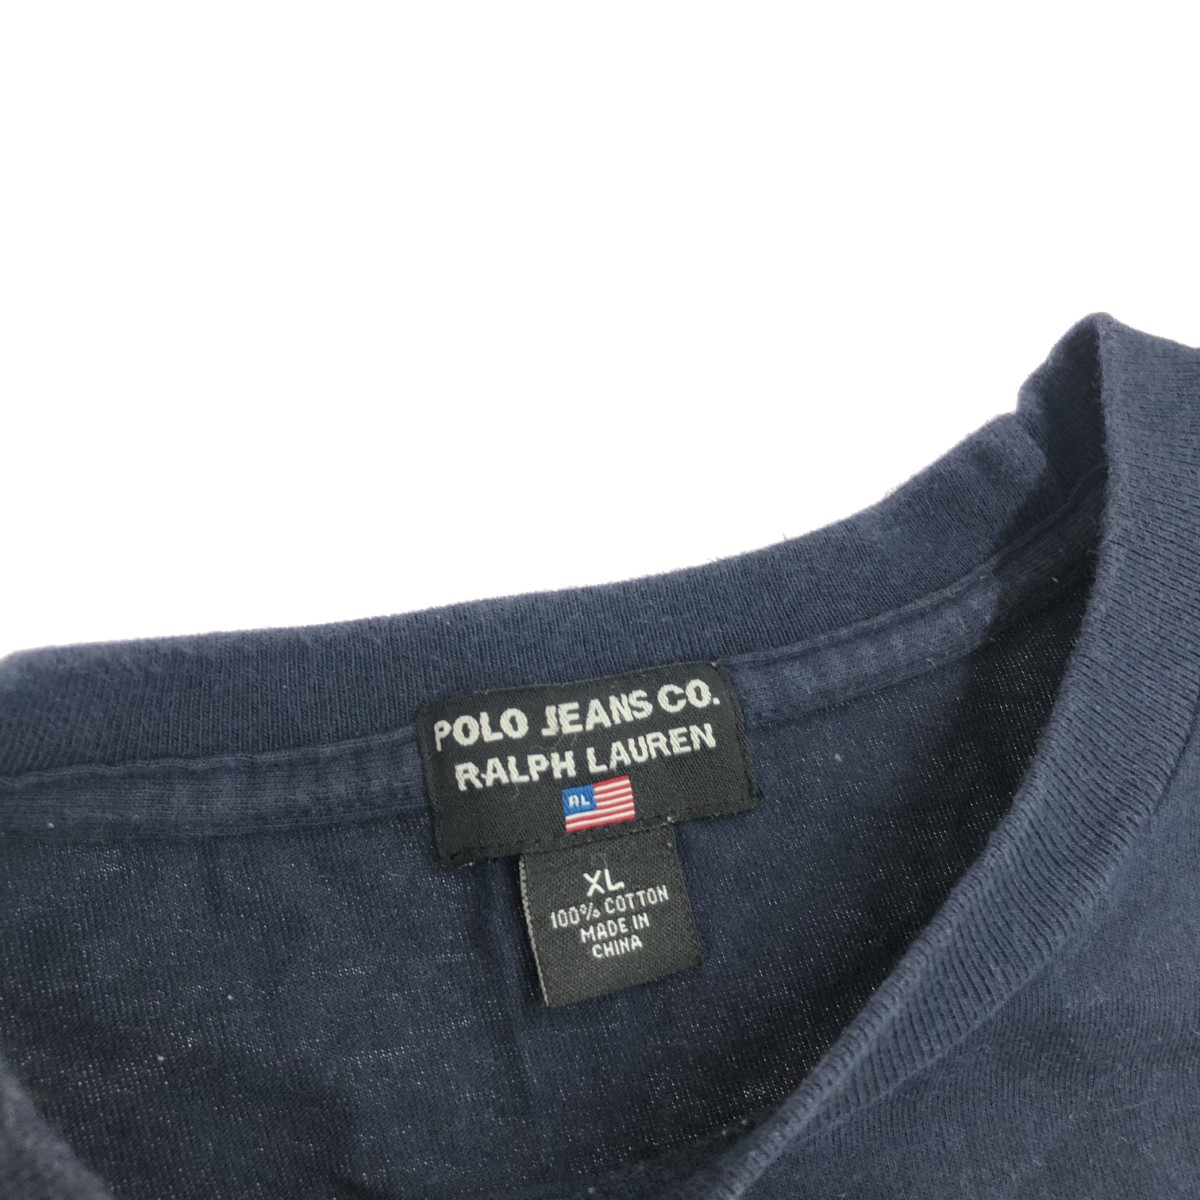 POLO JEANS CO.
RALPH LAUREN
RL
XL
100% COTTON
MADE IN
CHINA